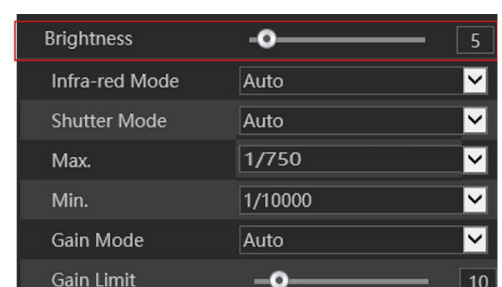 Brightness 5
Infra-red Mode Auto
Shutter Mode Auto
Max. 1/750
Min. 1/10000
Gain Mode Auto
Gain Limit 10